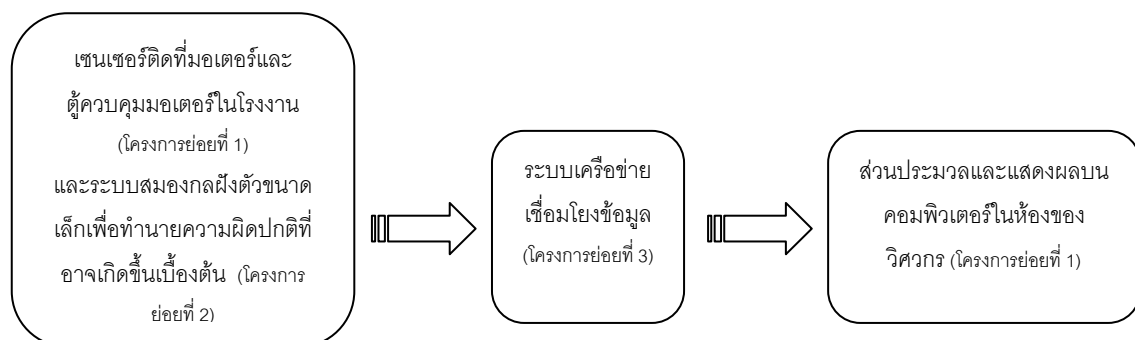 เซนเซอร์ติดที่มอเตอร์และ
ตู้ควบคุมมอเตอร์ในโรงงาน
(โครงการย่อยที่ 1)
และระบบสมองกลฝังตัวขนาด
เล็กเพื่อทำนายความผิดปกติที่
อาจเกิดขึ้นเบื้องต้น (โครงการ
ย่อยที่ 2)
ระบบเครือข่าย
เชื่อมโยงข้อมูล
(โครงการย่อยที่ 3)
ส่วนประมวลและแสดงผลบน
คอมพิวเตอร์ในห้องของ
วิศวกร (โครงการย่อยที่ 1)